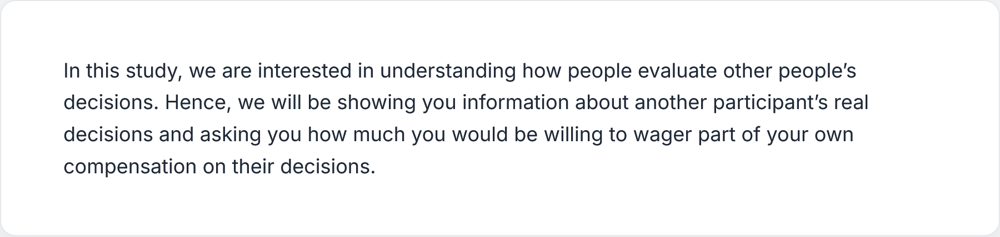 In this study, we are interested in understanding how people evaluate other people’s
decisions. Hence, we will be showing you information about another participant’s real
decisions and asking you how much you would be willing to wager part of your own
compensation on their decisions.